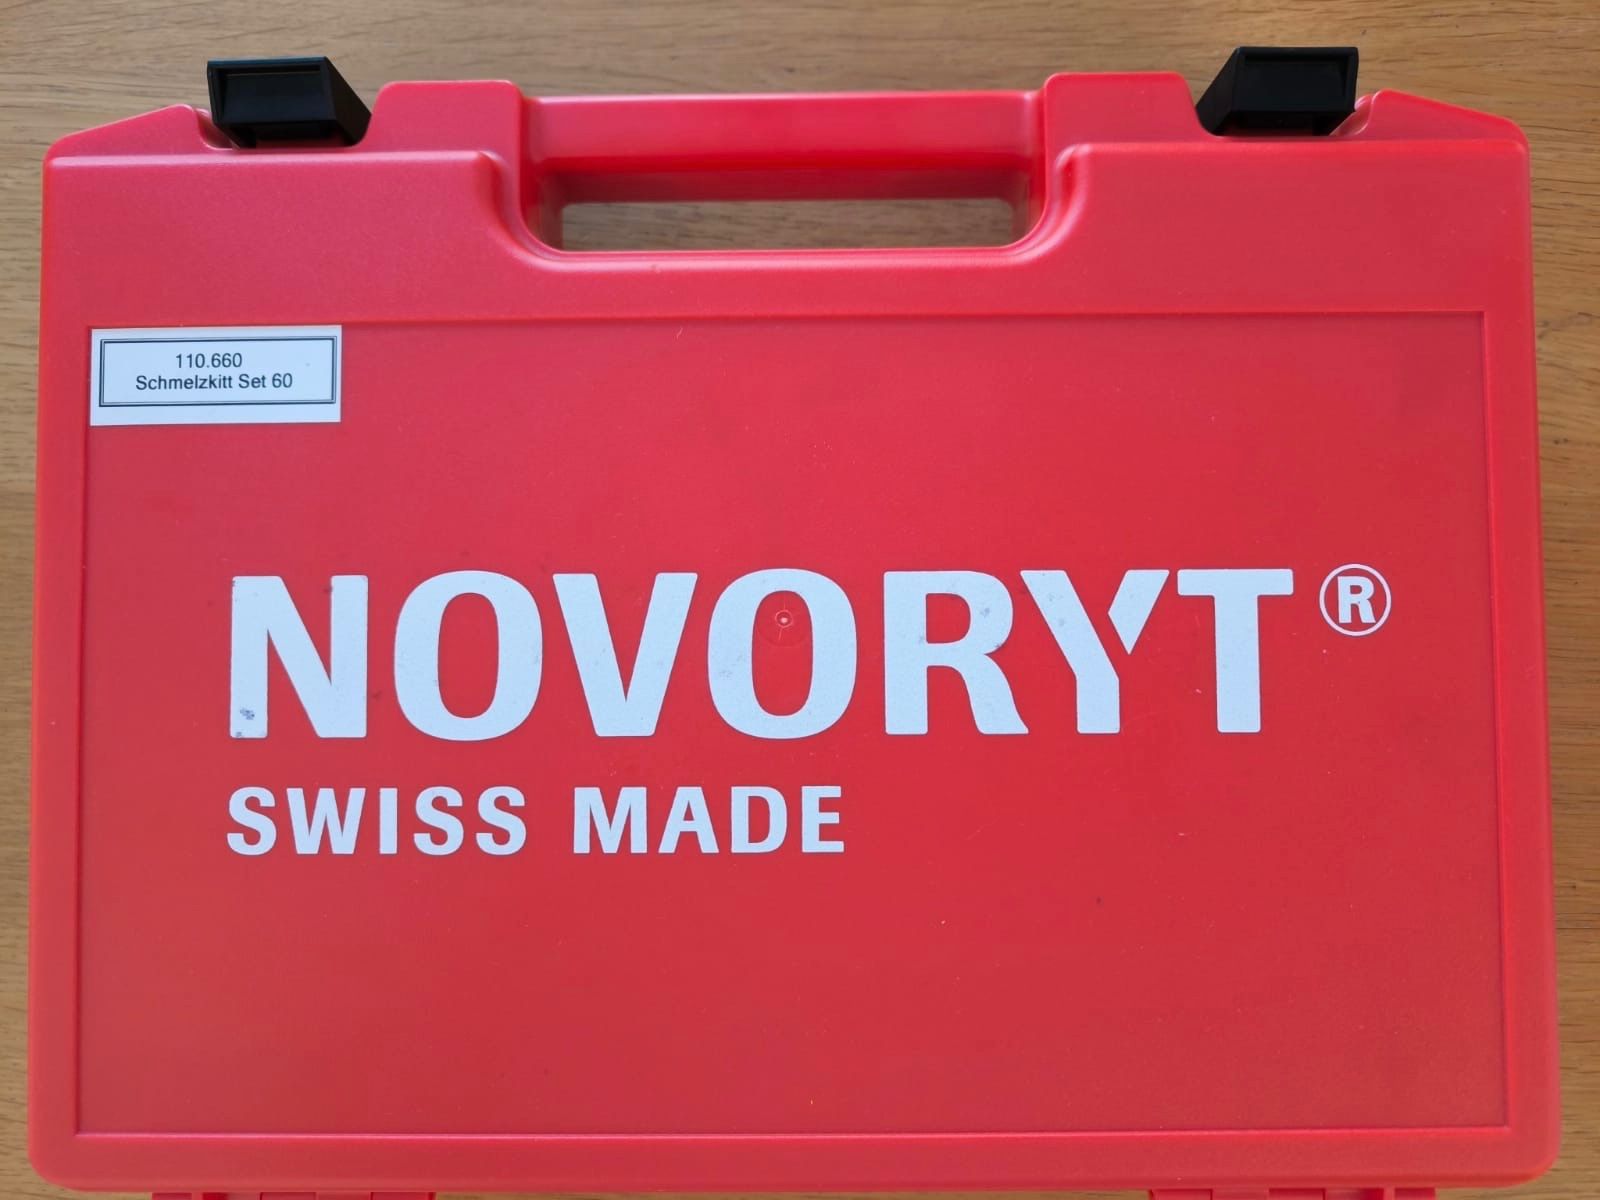 110.660
Schmelzkitt Set 60
NOVORYT®
SWISS MADE